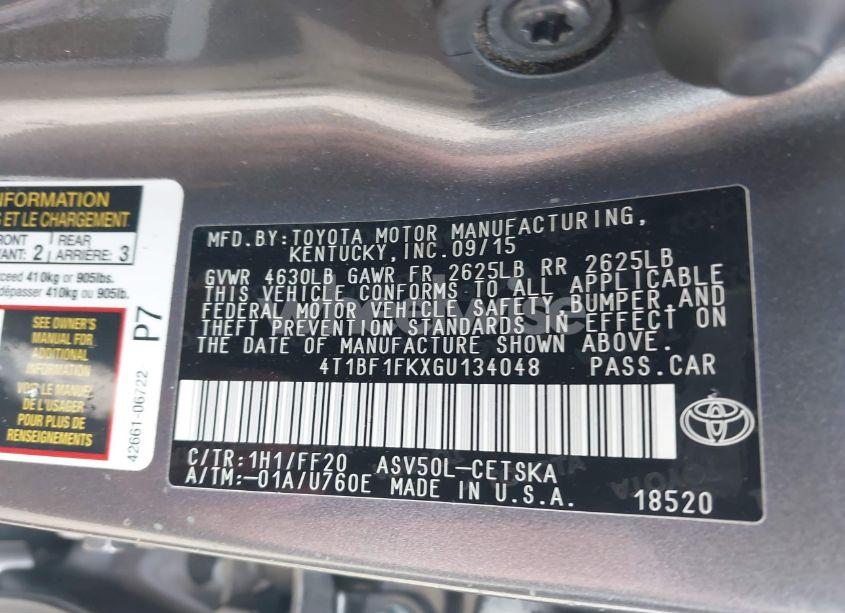 INFORMATION
S ET LE CHARGEMENT
FRONT
VANT: 2
REAR
ARRIÈRE: 3
ceed 410kg or 905lbs.
dépasser 410kg ou 905lb.
SEE OWNER'S
MANUAL FOR
ADDITIONAL
INFORMATION
VOIR LE MANUEL
DE L'USAGER
POUR PLUS DE
RENSEIGNEMENTS
P7
42661-06722
MFD.BY:TOYOTA MOTOR MANUFACTURING,
KENTUCKY, INC.09/15
GVWR 4630LB GAWR FR 2625LB RR 2625LB
THIS VEHICLE CONFORMS TO ALL APPLICABLE
FEDERAL MOTOR VEHICLE SAFETY,BUMPER,AND
THEFT PREVENTION STANDARDS IN EFFECT ON
THE DATE OF MANUFACTURE SHOWN ABOVE.
4T1BF1FKXGU134048 PASS.CAR
C/TR:1H1/FF20 ASV50L-CETSKA
A/TM:-01A/U760E MADE IN U.S.A.
18520
TOYOTA